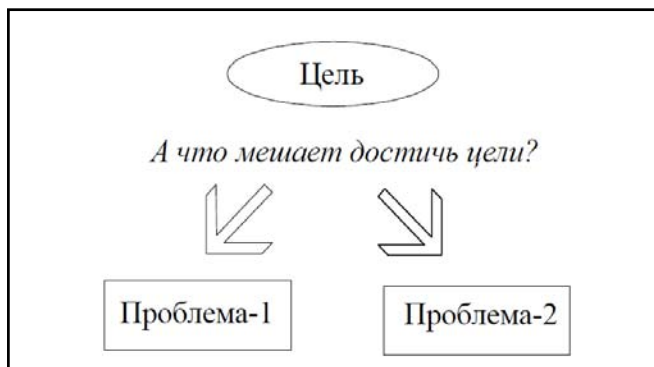 Цель
А что мешает достичь цели?
Проблема-1
Проблема-2